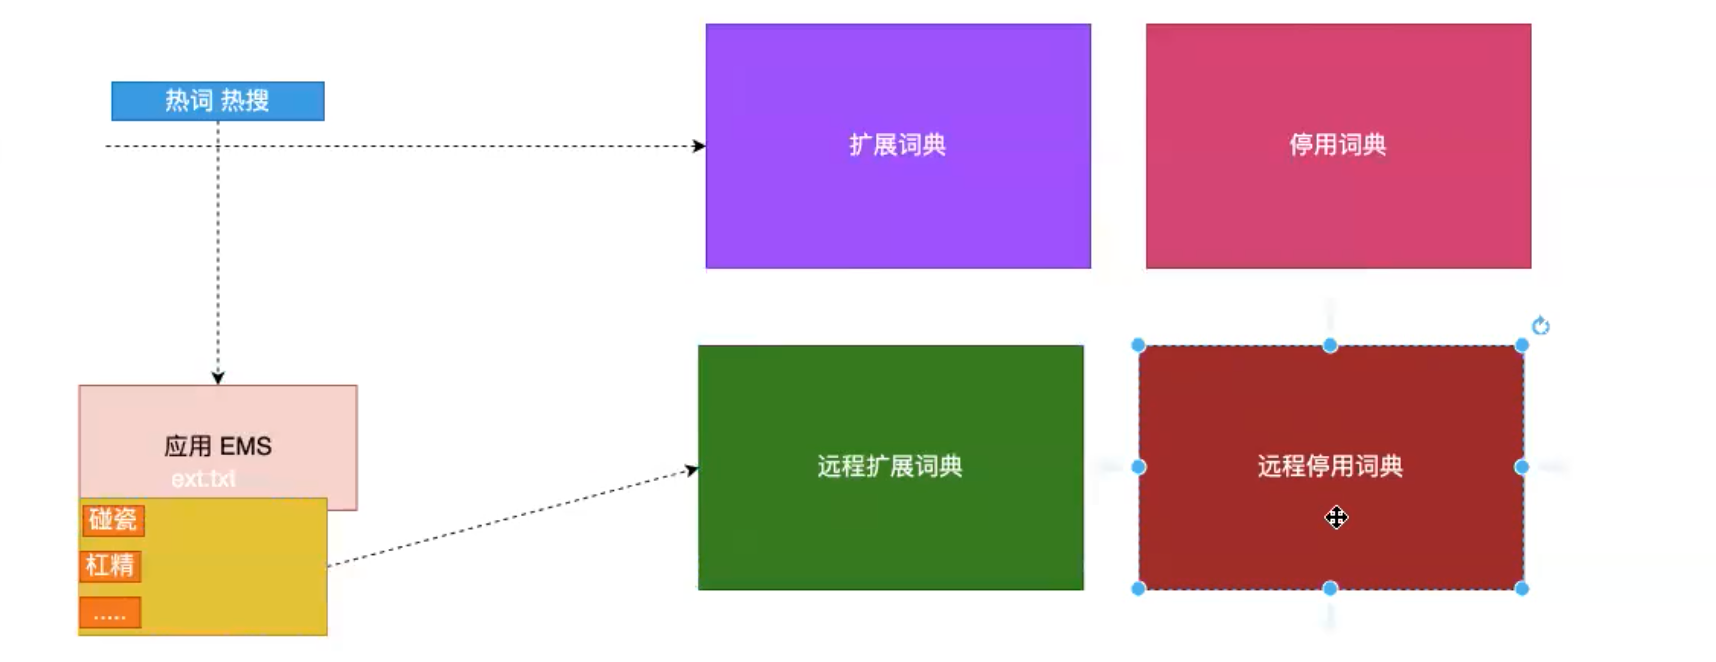 热词 热搜
扩展词典
停用词典
应用 EMS
ext.txt
碰瓷
杠精
.....
远程扩展词典
远程停用词典